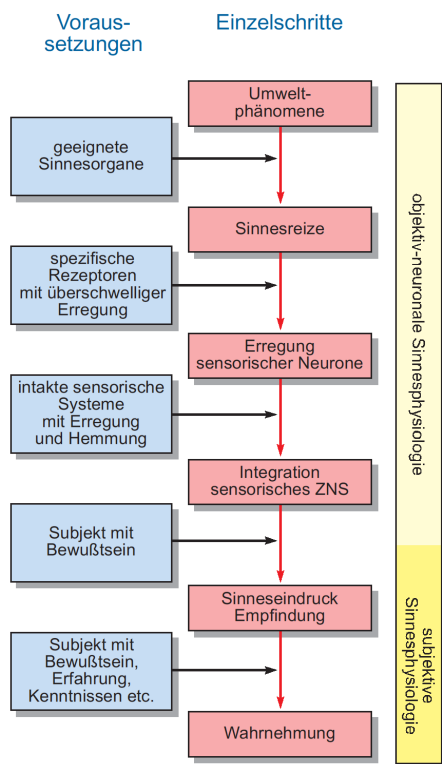 Voraus-
setzungen
Einzelschritte
Umwelt-
phänomene
geeignete
Sinnesorgane
Sinnesreize
spezifische
Rezeptoren
mit überschwelliger
Erregung
Erregung
sensorischer Neurone
intakte sensorische
Systeme
mit Erregung
und Hemmung
Integration
sensorisches ZNS
Subjekt mit
Bewußtsein
Sinneseindruck
Empfindung
Subjekt mit
Bewußtsein,
Erfahrung,
Kenntnissen etc.
Wahrnehmung
objektiv-neuronale Sinnesphysiologie
subjektive
Sinnesphysiologie